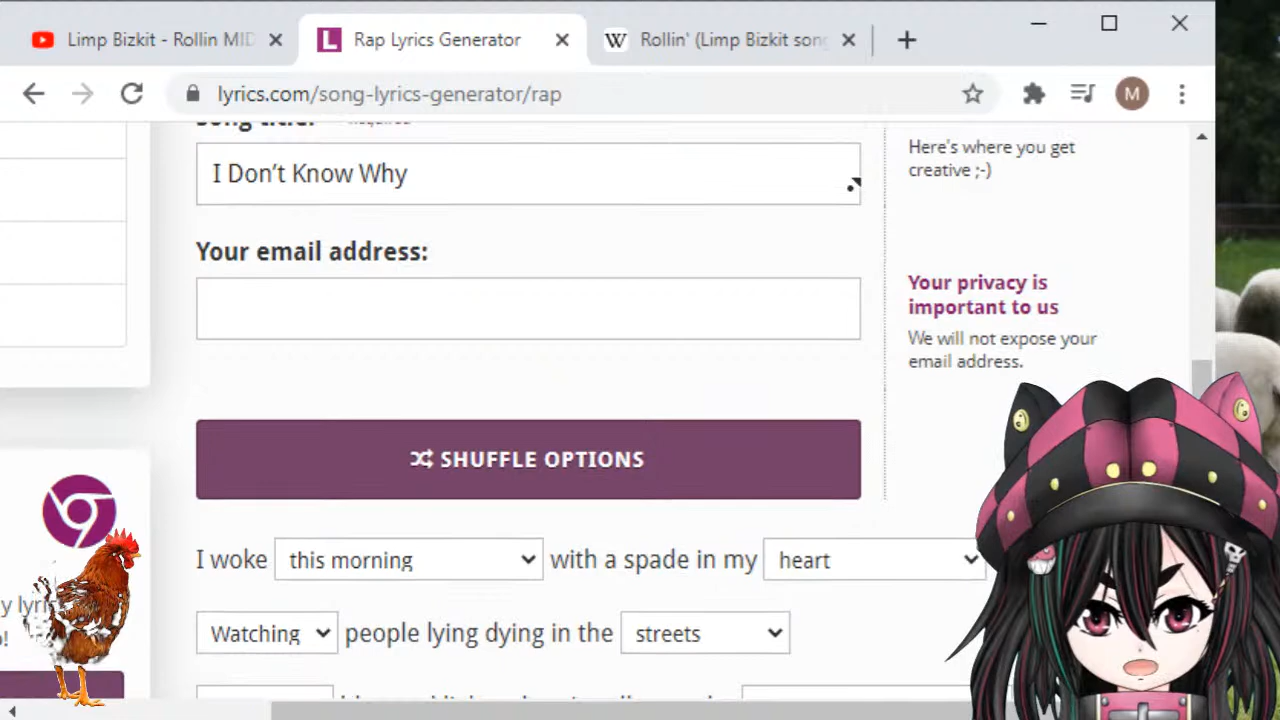 Limp Bizkit - Rollin MID
Rap Lyrics Generator
W Rollin' (Limp Bizkit song
lyrics.com/song-lyrics-generator/rap
M
Song title:
I Don't Know Why
Here's where you get
creative ;-)
Your email address:
Your privacy is
important to us
We will not expose your
email address.
SHUFFLE OPTIONS
I woke this morning with a spade in my heart
Watching people lying dying in the streets